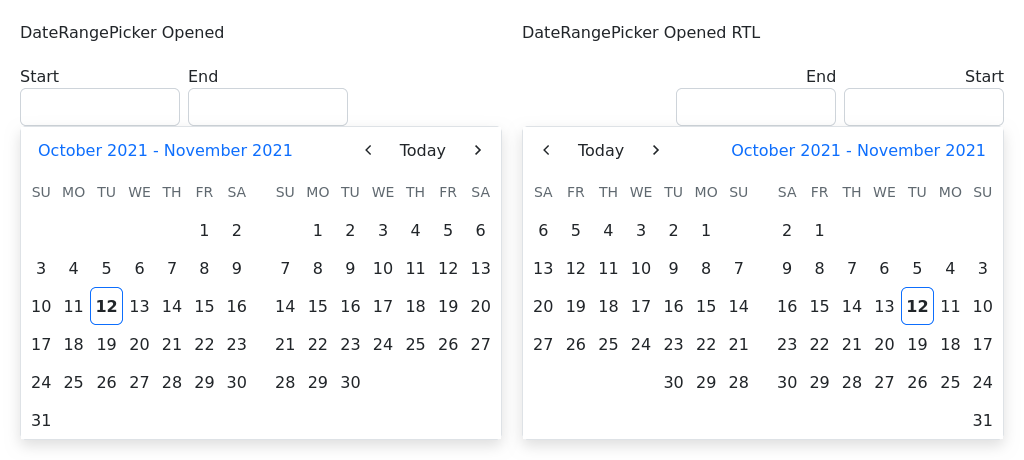 DateRangePicker Opened
Start End
October 2021 - November 2021 Today
SU MO TU WE TH FR SA SU MO TU WE TH FR SA
1 2 1 2 3 4 5 6
3 4 5 6 7 8 9 7 8 9 10 11 12 13
10 11 12 13 14 15 16 14 15 16 17 18 19 20
17 18 19 20 21 22 23 21 22 23 24 25 26 27
24 25 26 27 28 29 30 28 29 30
31
DateRangePicker Opened RTL
End Start
Today October 2021 - November 2021
SA FR TH WE TU MO SU SA FR TH WE TU MO SU
6 5 4 3 2 1 2 1
13 12 11 10 9 8 7 9 8 7 6 5 4 3
20 19 18 17 16 15 14 16 15 14 13 12 11 10
27 26 25 24 23 22 21 23 22 21 20 19 18 17
30 29 28 30 29 28 27 26 25 24
31